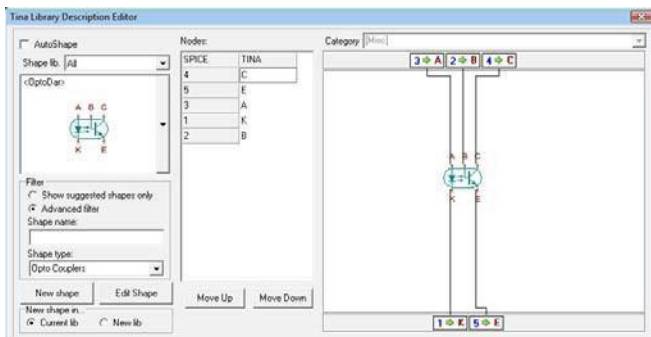 Tina Library Description Editor
AutoShape
Shape lib. All
<OptoDar>
A B C
K E
Filter
Show suggested shapes only
Advanced filter
Shape name:
Shape type:
Opto Couplers
New shape Edit Shape
New shape in...
Current lib New lib
Nodes:
SPICE TINA
4 C
5 E
3 A
1 K
2 B
Move Up Move Down
Category [Misc]
3 ⇨ A 2 ⇨ B 4 ⇨ C
A B C
K E
1 ⇨ K 5 ⇨ E